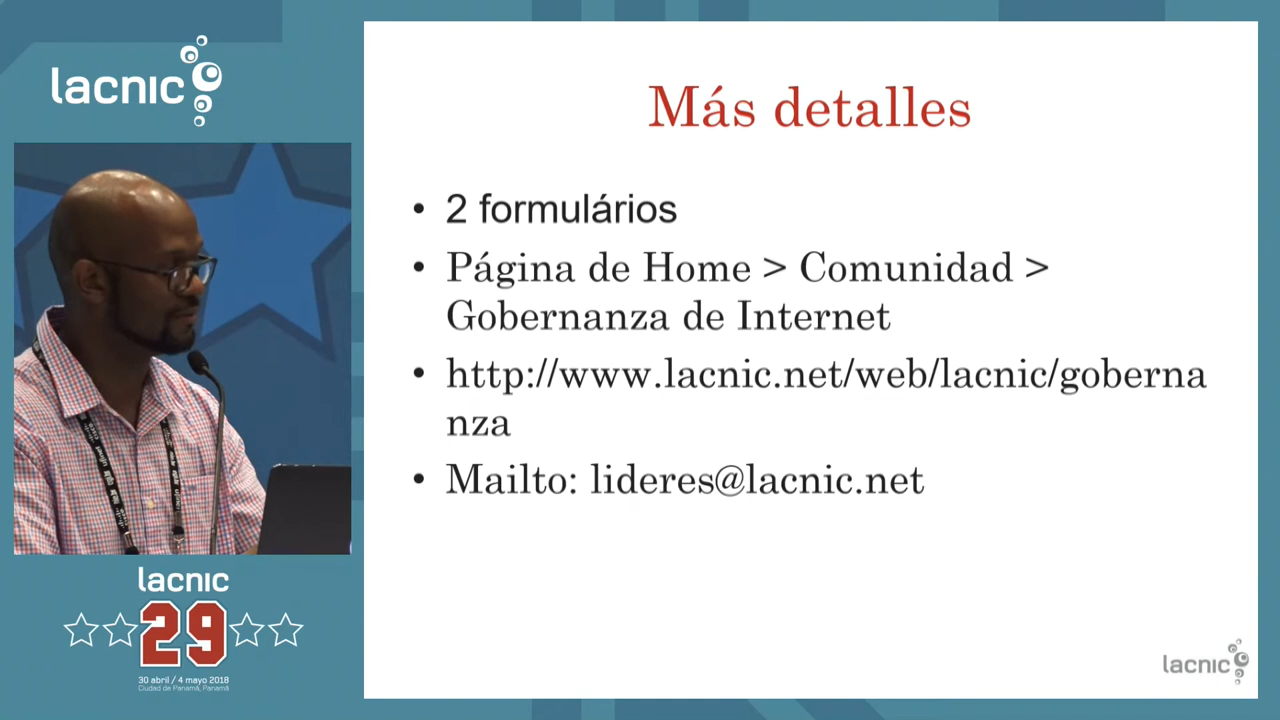 lacnic
Más detalles
• 2 formulários
• Página de Home > Comunidad >
Gobernanza de Internet
• http://www.lacnic.net/web/lacnic/goberna
nza
• Mailto: lideres@lacnic.net
lacnic
29
30 abril / 4 mayo 2018
Ciudad de Panamá, Panamá
lacnic